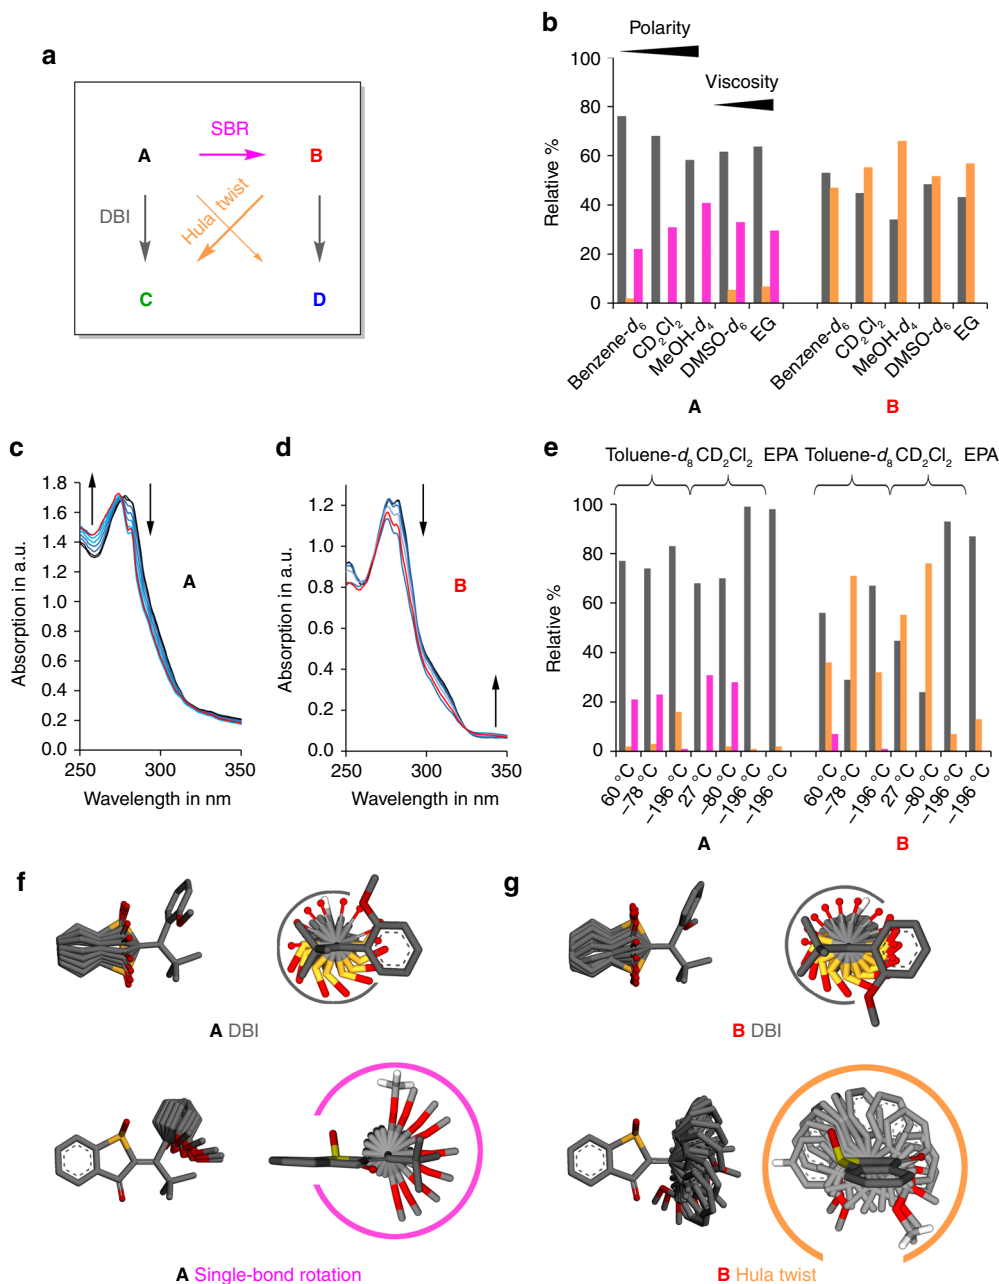 a
SBR
A
B
DBI
Hula twist
C
D
b
Polarity
Viscosity
100
80
60
40
20
0
Relative %
Benzene-d6
CD2Cl2
MeOH-d4
DMSO-d6
EG
Benzene-d6
CD2Cl2
MeOH-d4
DMSO-d6
EG
A
B
c
1.8
1.6
1.4
1.2
1.0
0.8
0.6
0.4
0.2
0.0
Absorption in a.u.
A
250
300
350
Wavelength in nm
d
1.2
1.0
0.8
0.6
0.4
0.2
0.0
Absorption in a.u.
B
250
300
350
Wavelength in nm
e
Toluene-d8 CD2Cl2 EPA
Toluene-d8 CD2Cl2 EPA
100
80
60
40
20
0
Relative %
60 °C
–78 °C
–196 °C
27 °C
–80 °C
–196 °C
–196 °C
60 °C
–78 °C
–196 °C
27 °C
–80 °C
–196 °C
–196 °C
A
B
f
A DBI
A Single-bond rotation
g
B DBI
B Hula twist